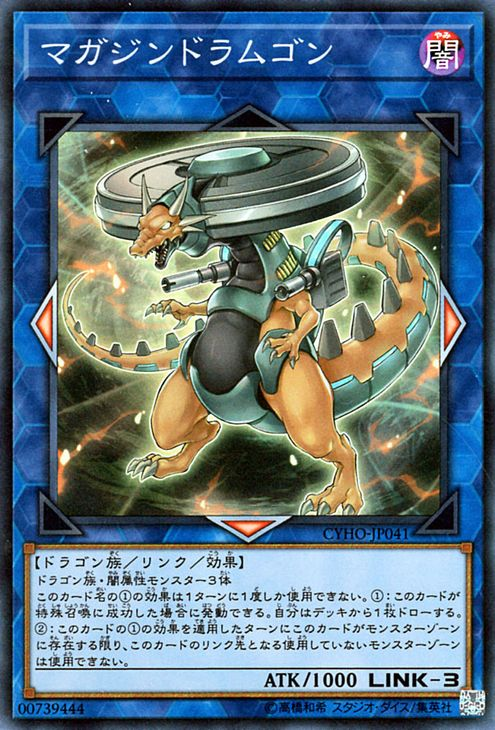 マガジンドラムゴン
闇
CYHO-JP041
【ドラゴン族／リンク／効果】
ドラゴン族・闇属性モンスター3体
このカード名の①の効果は1ターンに1度しか使用できない。①：このカードが
特殊召喚に成功した場合に発動できる。自分はデッキから1枚ドローする。
②：このカードの①の効果を適用したターンにこのカードがモンスターゾーン
に存在する限り、このカードのリンク先となる使用していないモンスターゾーン
は使用できない。
ATK/1000 LINK-3
00739444 ©高橋和希 スタジオ・ダイス/集英社